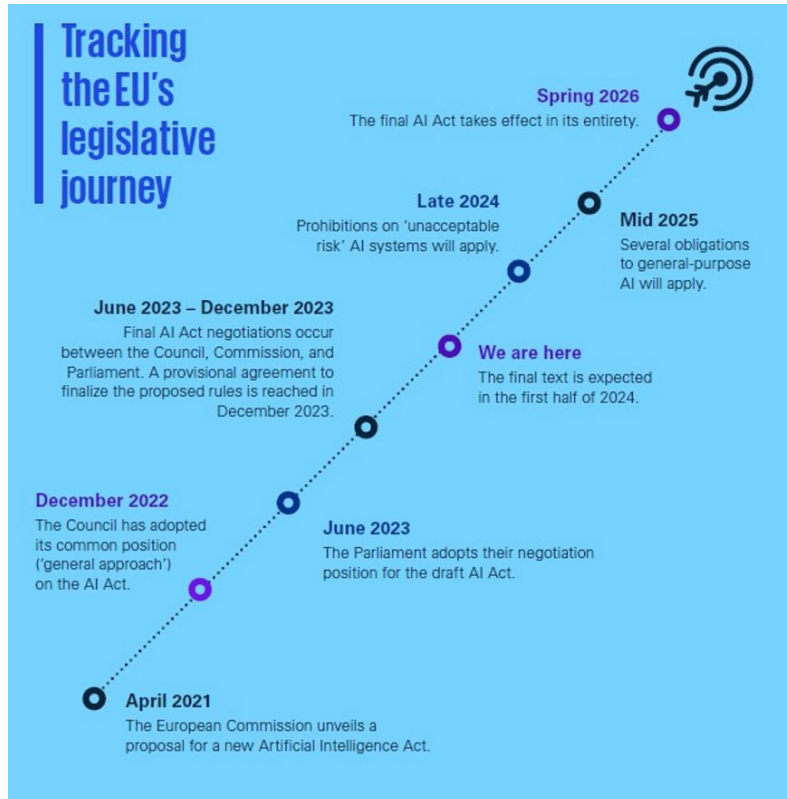 Tracking
the EU's
legislative
journey
Spring 2026
The final AI Act takes effect in its entirety.
Late 2024
Prohibitions on ‘unacceptable
risk’ AI systems will apply.
Mid 2025
Several obligations
to general-purpose
AI will apply.
June 2023 – December 2023
Final AI Act negotiations occur
between the Council, Commission, and
Parliament. A provisional agreement to
finalize the proposed rules is reached in
December 2023.
We are here
The final text is expected
in the first half of 2024.
December 2022
The Council has adopted
its common position
(‘general approach’)
on the AI Act.
June 2023
The Parliament adopts their negotiation
position for the draft AI Act.
April 2021
The European Commission unveils a
proposal for a new Artificial Intelligence Act.